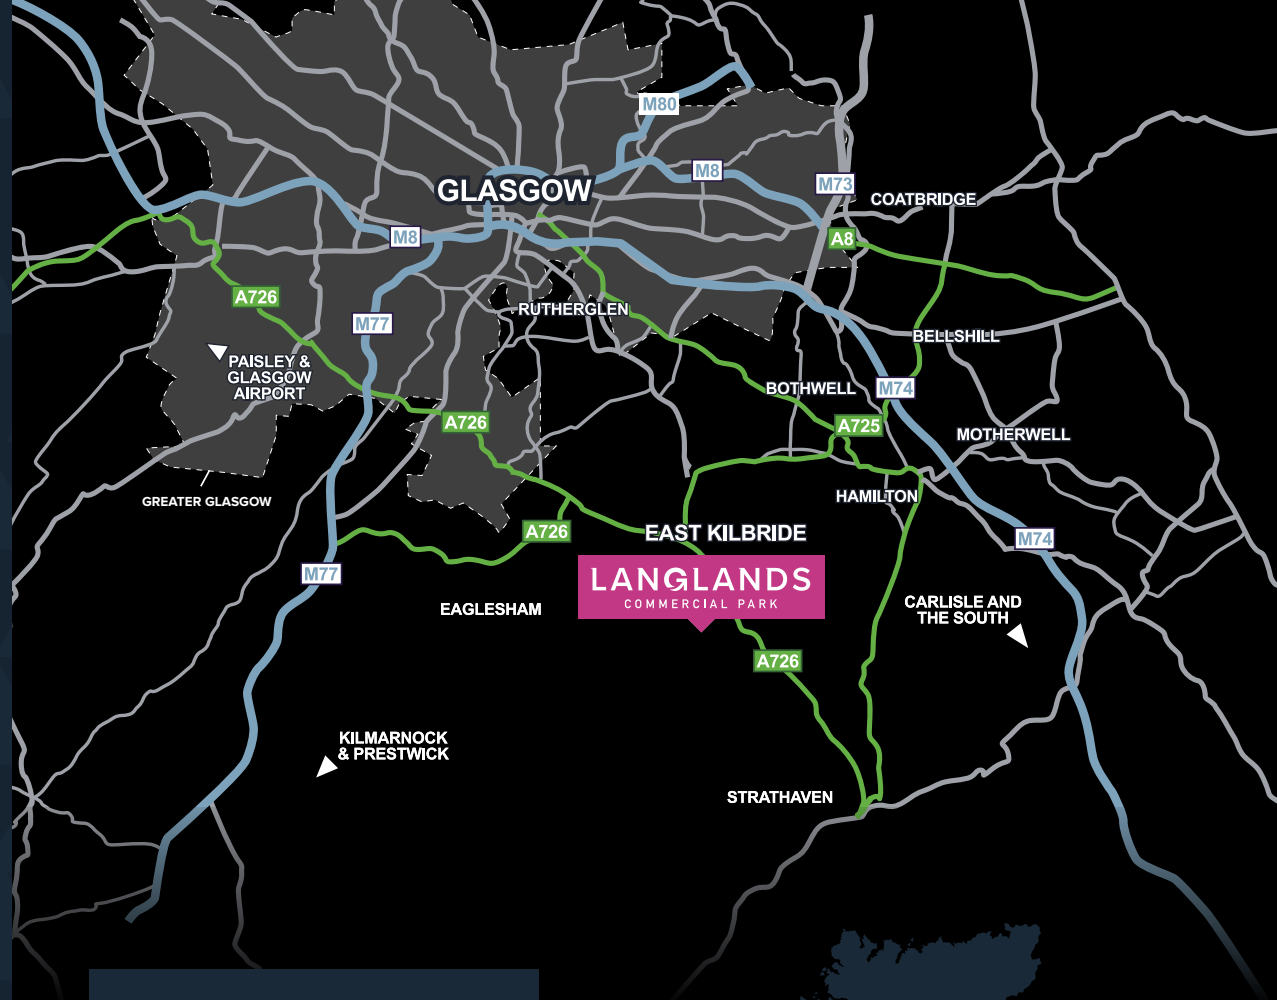 M80
M8
M73
GLASGOW
COATBRIDGE
M8
A8
A726
RUTHERGLEN
M77
BELLSHILL
PAISLEY &
GLASGOW
AIRPORT
BOTHWELL
M74
A726
A725
MOTHERWELL
GREATER GLASGOW
HAMILTON
A726
EAST KILBRIDE
M74
M77
LANGLANDS
COMMERCIAL PARK
EAGLESHAM
CARLISLE AND
THE SOUTH
A726
KILMARNOCK
& PRESTWICK
STRATHAVEN